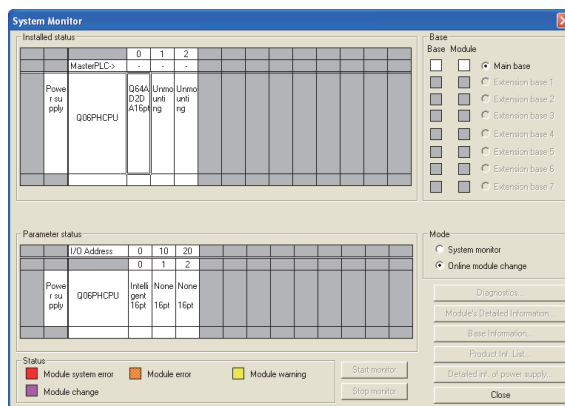 System Monitor
Installed status
0 1 2
MasterPLC-> - - -
Powe
r su
pply
Q06PHCPU
Q64A
D2D
A16pt
Unmo
unti
ng
Unmo
unti
ng
Base
Base Module
Main base
Extension base 1
Extension base 2
Extension base 3
Extension base 4
Extension base 5
Extension base 6
Extension base 7
Parameter status
I/O Address 0 10 20
0 1 2
Powe
r su
pply
Q06PHCPU
Intelli
gent
16pt
None
16pt
None
16pt
Mode
System monitor
Online module change
Diagnostics...
Module's Detailed Information...
Base Information...
Product Inf. List...
Detailed inf. of power supply...
Close
Status
Module system error
Module error
Module warning
Module change
Start monitor
Stop monitor